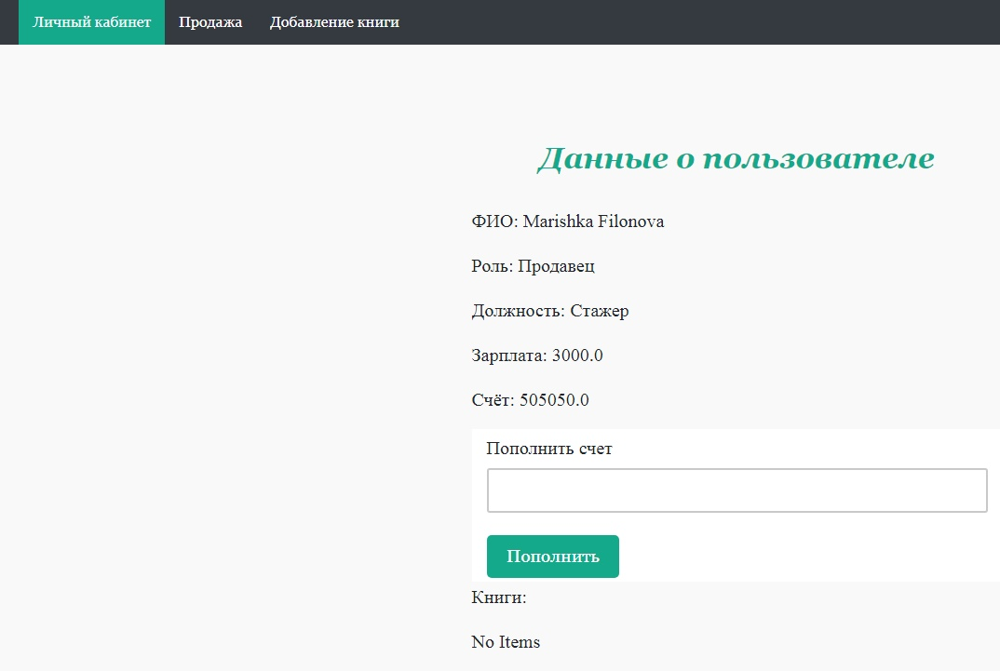 Личный кабинет Продажа Добавление книги
Данные о пользователе
ФИО: Marishka Filonova
Роль: Продавец
Должность: Стажер
Зарплата: 3000.0
Счёт: 505050.0
Пополнить счет
Пополнить
Книги:
No Items